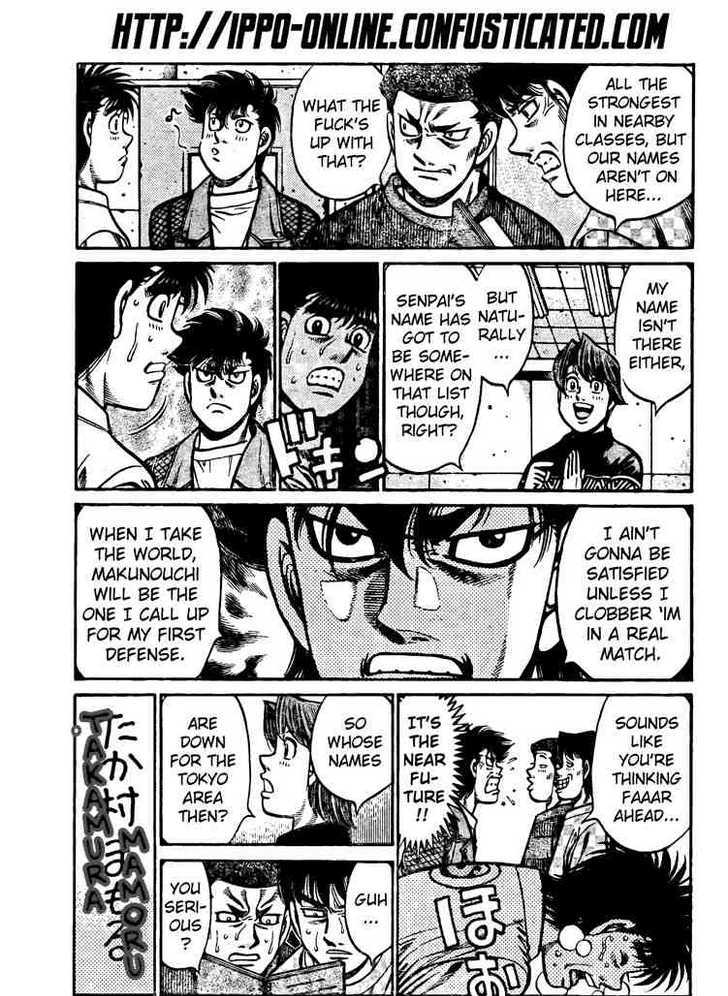 HTTP://IPPO-ONLINE.CONFUSTICATED.COM
ALL THE
STRONGEST
IN NEARBY
CLASSES, BUT
OUR NAMES
AREN'T ON
HERE...
WHAT THE
FUCK'S
UP WITH
THAT?
MY
NAME
ISN'T
THERE
EITHER,
BUT
NATU-
RALLY
...
SENPAI'S
NAME HAS
GOT TO
BE SOME-
WHERE ON
THAT LIST
THOUGH,
RIGHT?
ドキン
I AIN'T
GONNA BE
SATISFIED
UNLESS I
CLOBBER 'IM
IN A REAL
MATCH.
WHEN I TAKE
THE WORLD,
MAKUNOUCHI
WILL BE THE
ONE I CALL UP
FOR MY FIRST
DEFENSE.
SOUNDS
LIKE
YOU'RE
THINKING
FAAAR
AHEAD...
IT'S
THE
NEAR
FU-
TURE
!!
ほお
SO
WHOSE
NAMES
ARE
DOWN
FOR THE
TOKYO
AREA
THEN?
GUH
...
YOU
SERI-
OUS
?
たか村まもる
TAKAMURA
MAMORU